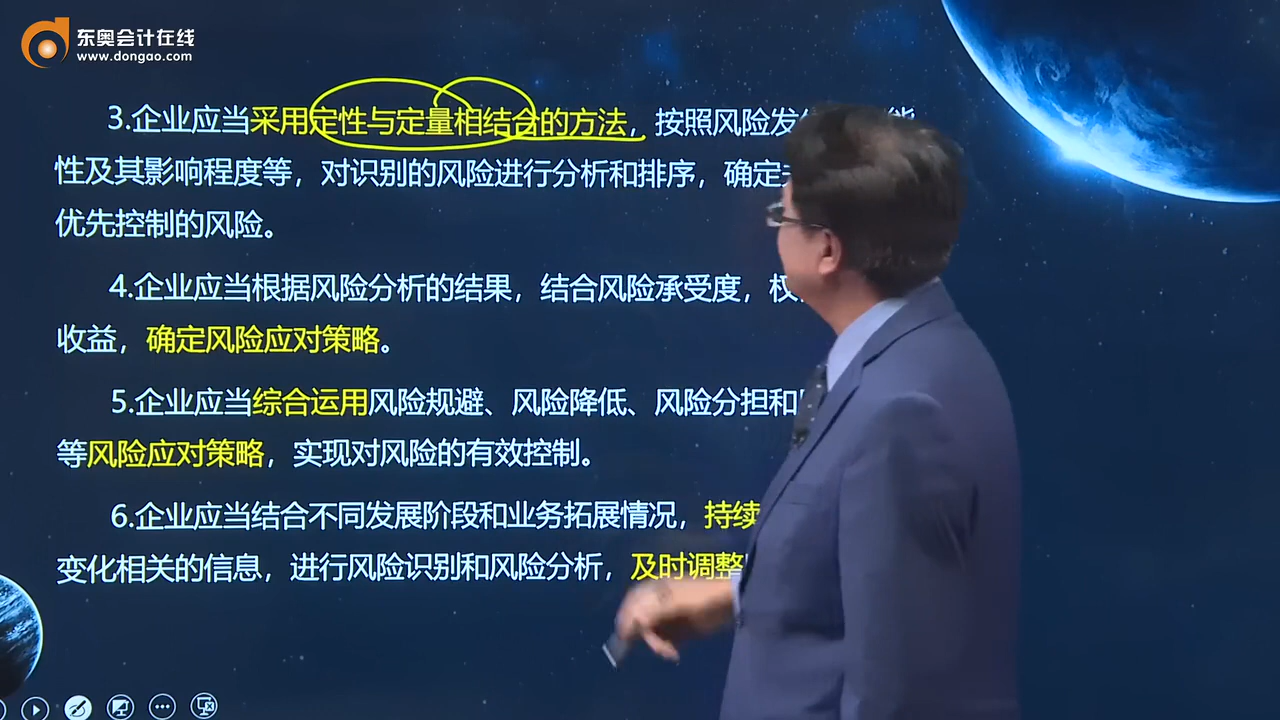 东奥会计在线
www.dongao.com
3.企业应当采用定性与定量相结合的方法，按照风险发
性及其影响程度等，对识别的风险进行分析和排序，确定
优先控制的风险。
4.企业应当根据风险分析的结果，结合风险承受度，权
收益，确定风险应对策略。
5.企业应当综合运用风险规避、风险降低、风险分担和
等风险应对策略，实现对风险的有效控制。
6.企业应当结合不同发展阶段和业务拓展情况，持续
变化相关的信息，进行风险识别和风险分析，及时调整